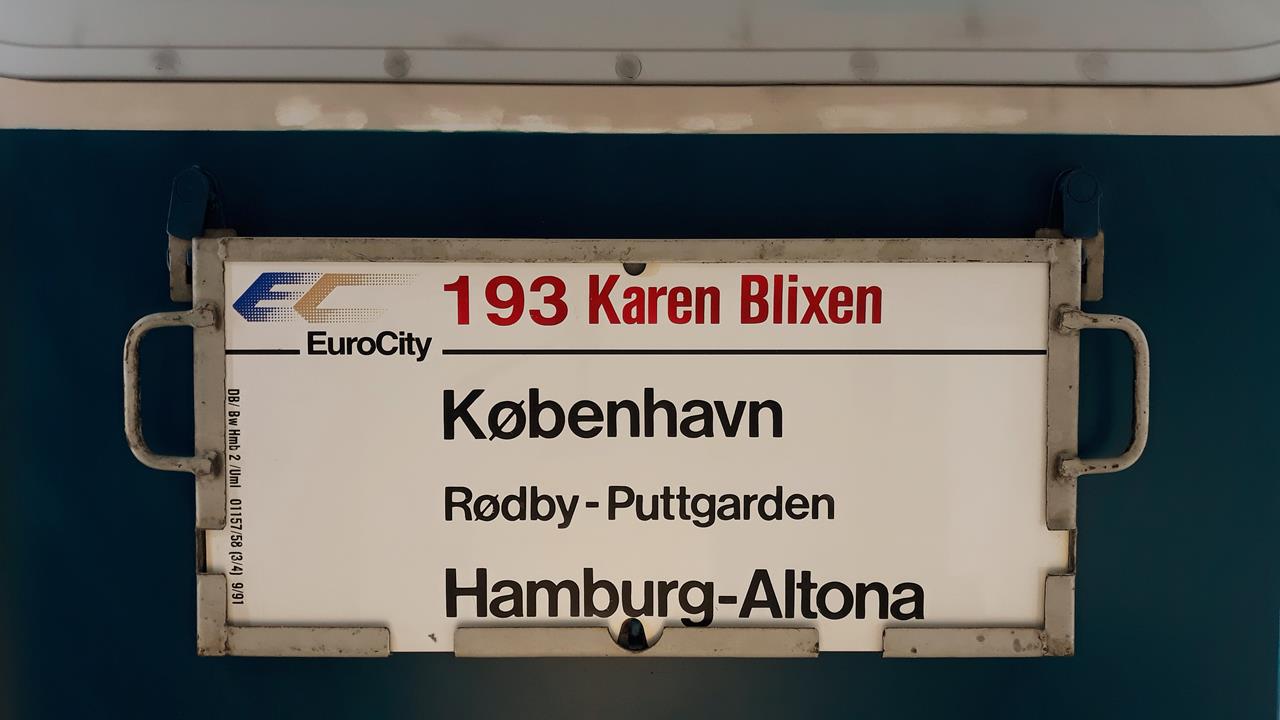 EC 193 Karen Blixen
EuroCity
København
Rødby-Puttgarden
Hamburg-Altona
DB/ Bw Hmb 2 /Uml 01157/58 (3/4) 9/91